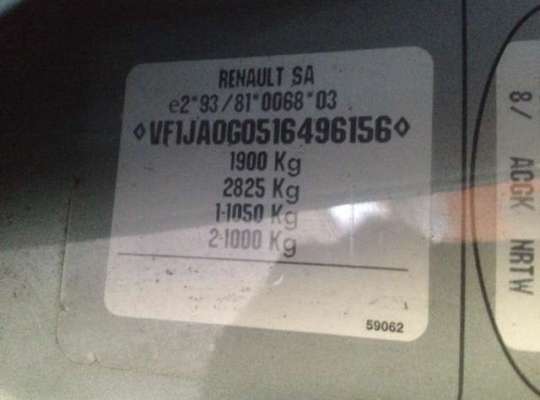 RENAULT SA
e2*93/81*0068*03
◊VF1JA0G0516496156◊
1900 Kg
2825 Kg
1-1050 Kg
2-1000 Kg
59062
8/ ACGK NRTW